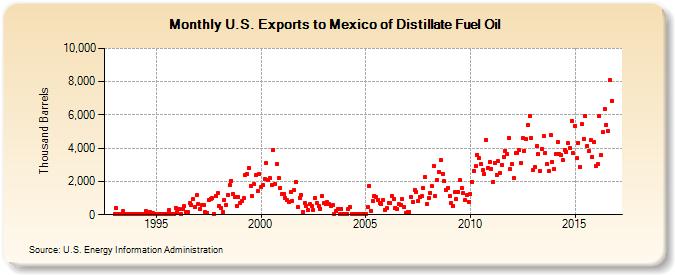 Monthly U.S. Exports to Mexico of Distillate Fuel Oil
Thousand Barrels
10,000
8,000
6,000
4,000
2,000
0
1995 2000 2005 2010 2015
Source: U.S. Energy Information Administration